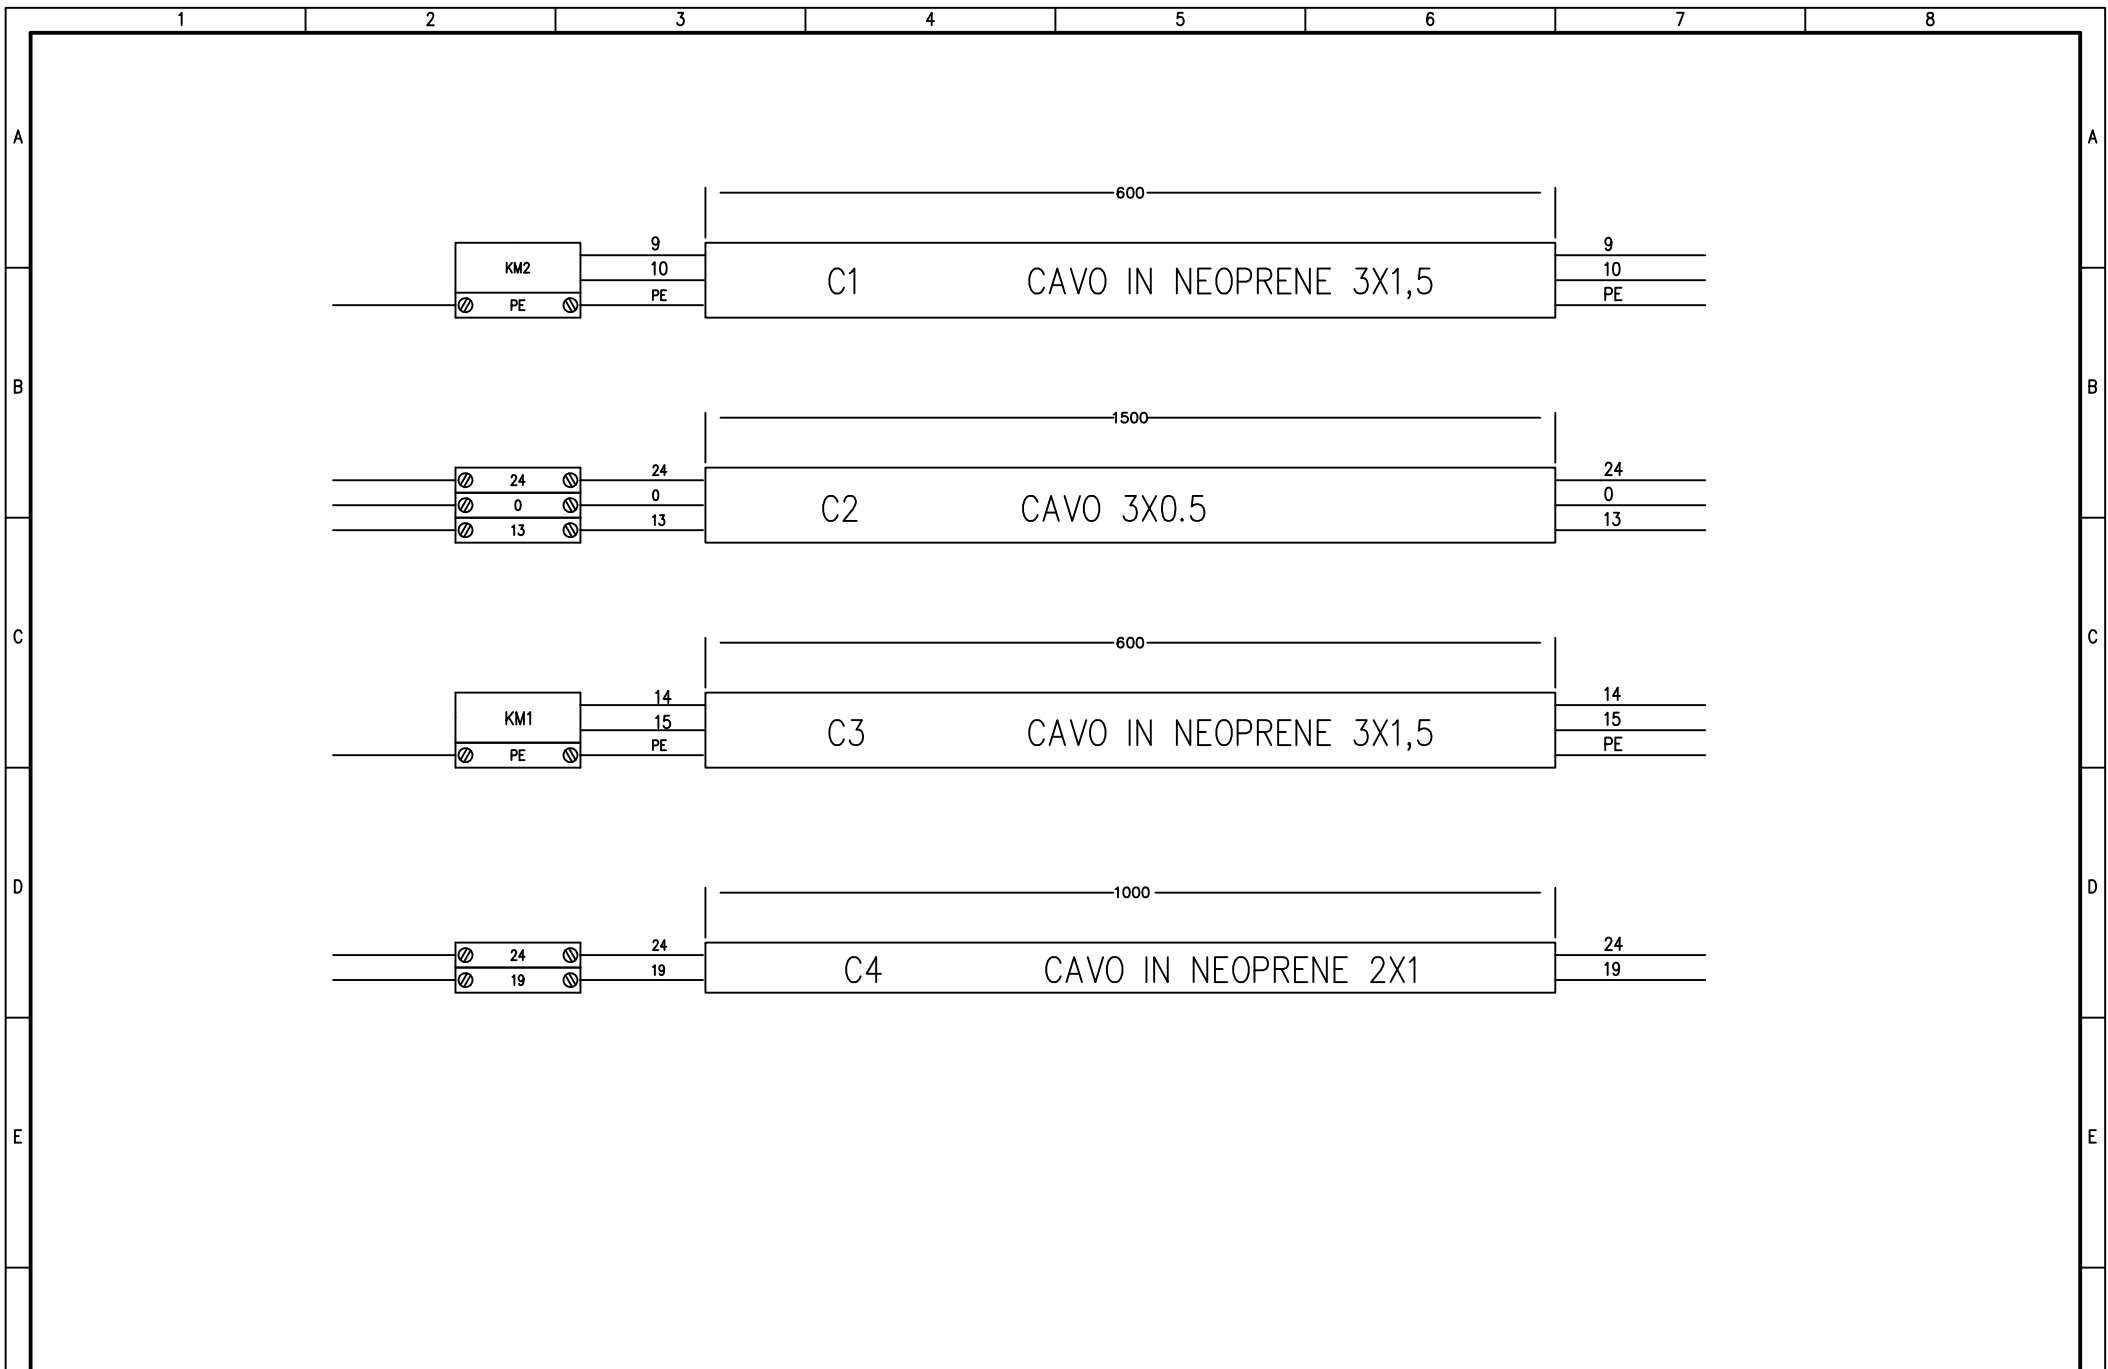 1 2 3 4 5 6 7 8
A A
600
9 9
KM2 10 C1 CAVO IN NEOPRENE 3X1,5 10
PE PE PE
B B
1500
24 24 24
0 0 C2 CAVO 3X0.5 0
13 13 13
C C
600
14 14
KM1 15 C3 CAVO IN NEOPRENE 3X1,5 15
PE PE PE
D D
1000
24 24 24
19 19 C4 CAVO IN NEOPRENE 2X1 19
E E